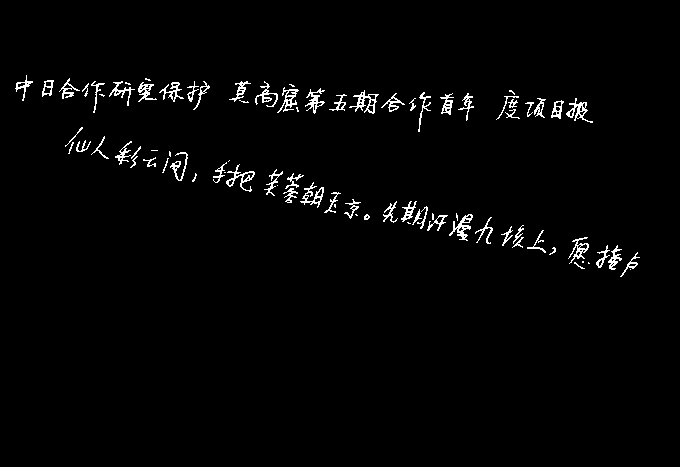 中日合作研究保护 莫高窟第五期合作首年 度项目报
仙人彩云间，手把芙蓉朝玉京。先期汗漫九垓上，愿接卢